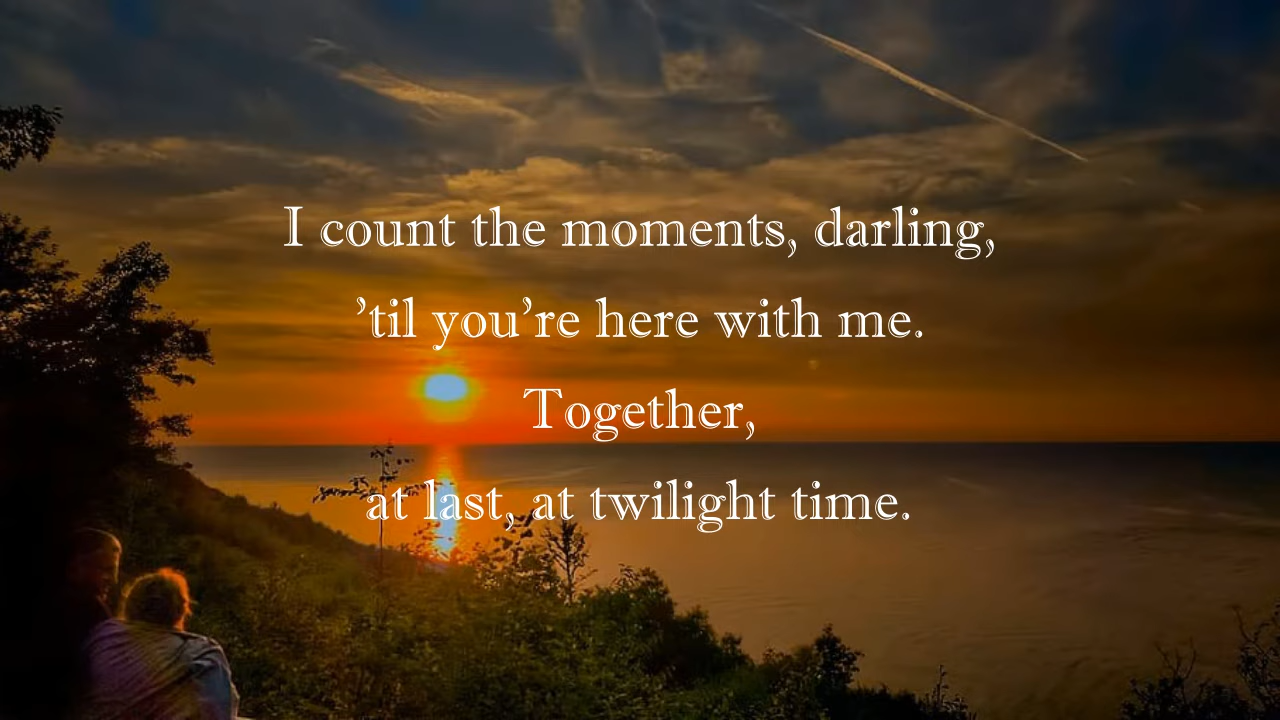 I count the moments, darling,
’til you’re here with me.
Together,
at last, at twilight time.